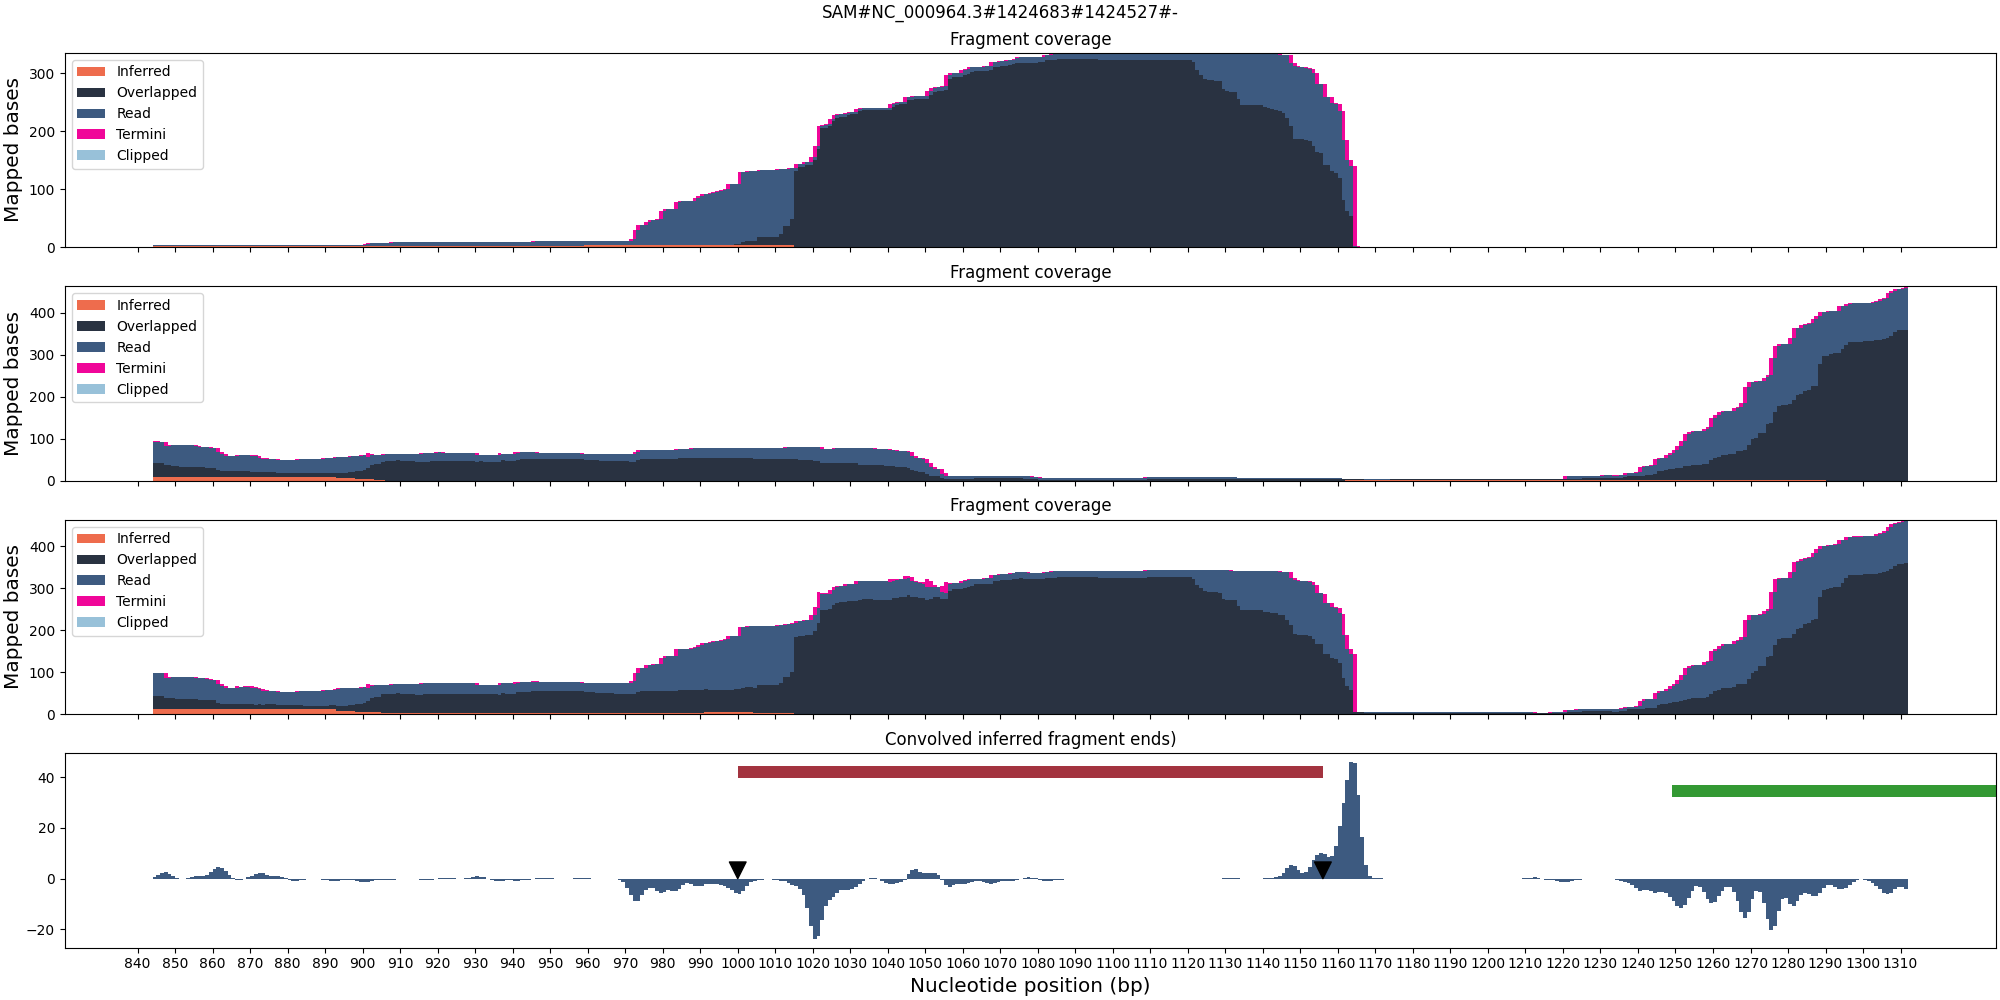 SAM#NC_000964.3#1424683#1424527#-
Fragment coverage
Mapped bases
300
200
100
0
Inferred
Overlapped
Read
Termini
Clipped
Fragment coverage
Mapped bases
400
300
200
100
0
Inferred
Overlapped
Read
Termini
Clipped
Fragment coverage
Mapped bases
400
300
200
100
0
Inferred
Overlapped
Read
Termini
Clipped
Convolved inferred fragment ends)
40
20
0
−20
840 850 860 870 880 890 900 910 920 930 940 950 960 970 980 990 1000 1010 1020 1030 1040 1050 1060 1070 1080 1090 1100 1110 1120 1130 1140 1150 1160 1170 1180 1190 1200 1210 1220 1230 1240 1250 1260 1270 1280 1290 1300 1310
Nucleotide position (bp)